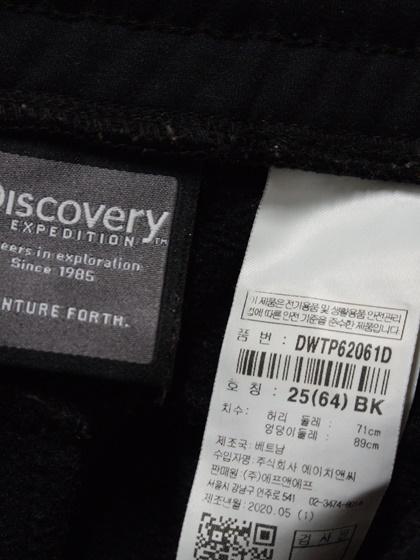 Discovery
EXPEDITION™
eers in exploration
Since 1985
NTURE FORTH.
이 제품은 전기용품 및 생활용품 안전관리
법에 따른 안전 기준을 준수한 제품입니다.
품 번 : DWTP62061D
호 칭 : 25(64) BK
치수 : 허리 둘레 : 71cm
엉덩이둘레 : 89cm
제조국: 베트남
수입자명: 주식회사 에이치앤씨
판매원: (주)에프앤에프
서울시 강남구 언주로 541 02-3474-
제조년월: 2020.05 (1)
검사